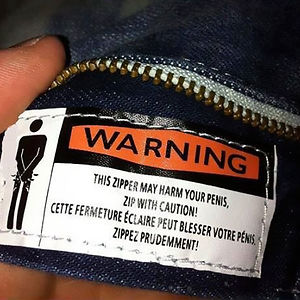 WARNING
THIS ZIPPER MAY HARM YOUR PENIS,
ZIP WITH CAUTION!
CETTE FERMETURE ÉCLAIRE PEUT BLESSER VOTRE PÉNIS,
ZIPPEZ PRUDEMMENT!